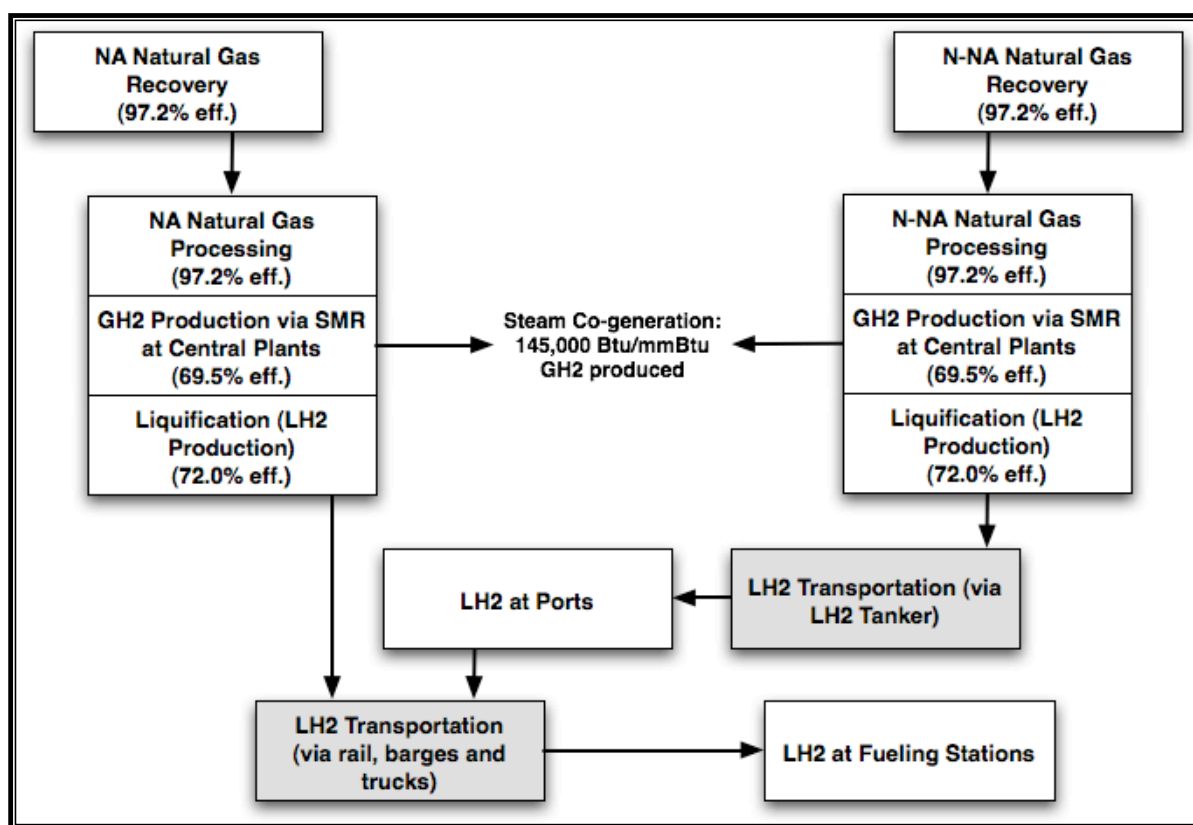 NA Natural Gas
Recovery
(97.2% eff.)
N-NA Natural Gas
Recovery
(97.2% eff.)
NA Natural Gas
Processing
(97.2% eff.)
GH2 Production via SMR
at Central Plants
(69.5% eff.)
Liquification (LH2
Production)
(72.0% eff.)
Steam Co-generation:
145,000 Btu/mmBtu
GH2 produced
N-NA Natural Gas
Processing
(97.2% eff.)
GH2 Production via SMR
at Central Plants
(69.5% eff.)
Liquification (LH2
Production)
(72.0% eff.)
LH2 at Ports
LH2 Transportation (via
LH2 Tanker)
LH2 Transportation
(via rail, barges and
trucks)
LH2 at Fueling Stations